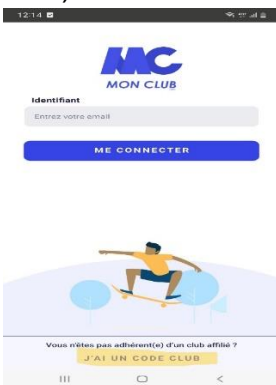 12:14
MC
MON CLUB
Identifiant
Entrez votre email
ME CONNECTER
Vous n'êtes pas adhérent(e) d'un club affilié ?
J'AI UN CODE CLUB